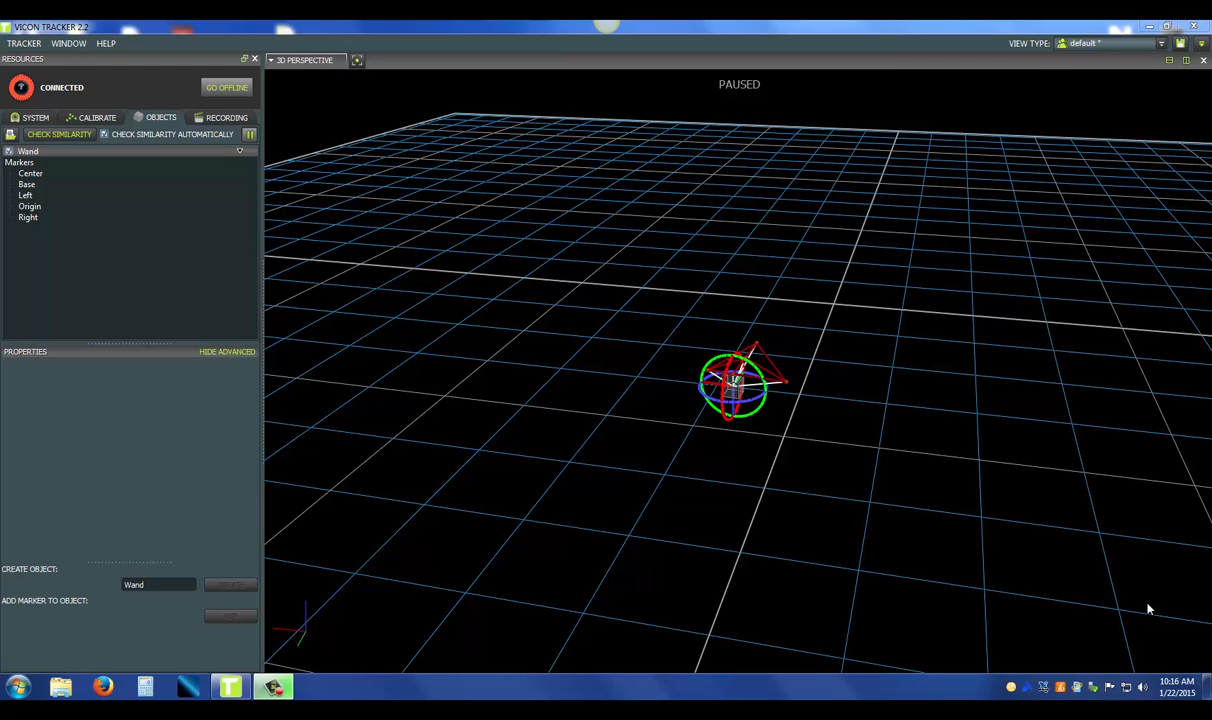 VICON TRACKER 2.2
TRACKER WINDOW HELP
VIEW TYPE: default *
RESOURCES
3D PERSPECTIVE
CONNECTED
GO OFFLINE
PAUSED
SYSTEM CALIBRATE OBJECTS RECORDING
CHECK SIMILARITY CHECK SIMILARITY AUTOMATICALLY
Wand
Markers
Center
Base
Left
Origin
Right
PROPERTIES
HIDE ADVANCED
CREATE OBJECT:
Wand
ADD MARKER TO OBJECT:
10:16 AM
1/22/2015